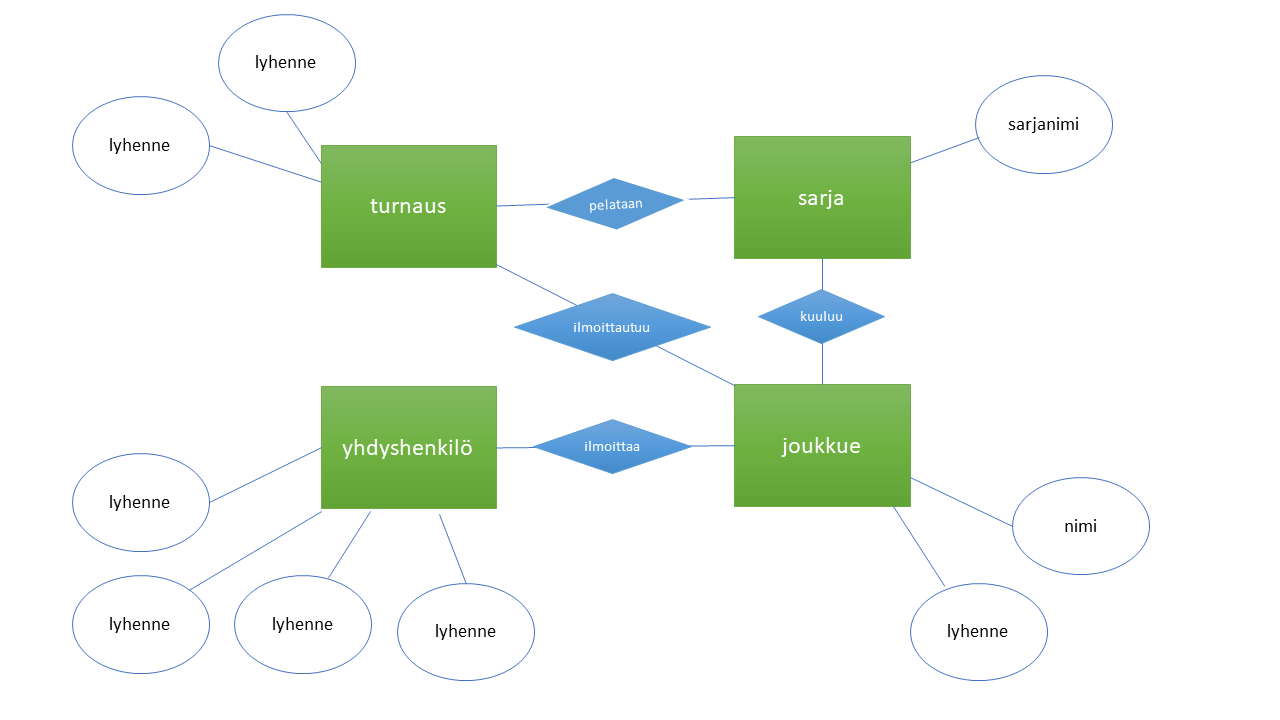 lyhenne
lyhenne
sarjanimi
turnaus
pelataan
sarja
ilmoittautuu
kuuluu
yhdyshenkilö
ilmoittaa
joukkue
lyhenne
nimi
lyhenne
lyhenne
lyhenne
lyhenne